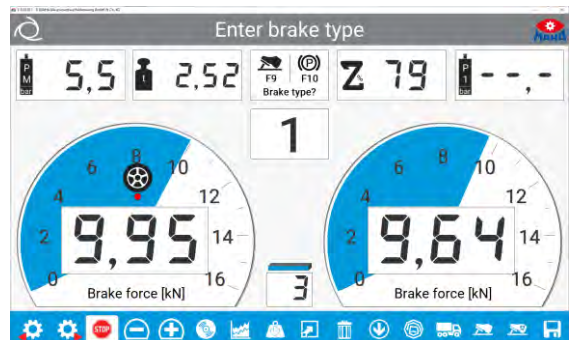 Enter brake type
MAHA
P M bar 5,5
t 2,52
F9 (P) F10
Brake type?
Z % 79
P 1 bar --,-
1
0 2 4 6 8 10 12 14 16
9,95
Brake force [kN]
3
0 2 4 6 8 10 12 14 16
9,64
Brake force [kN]
STOP